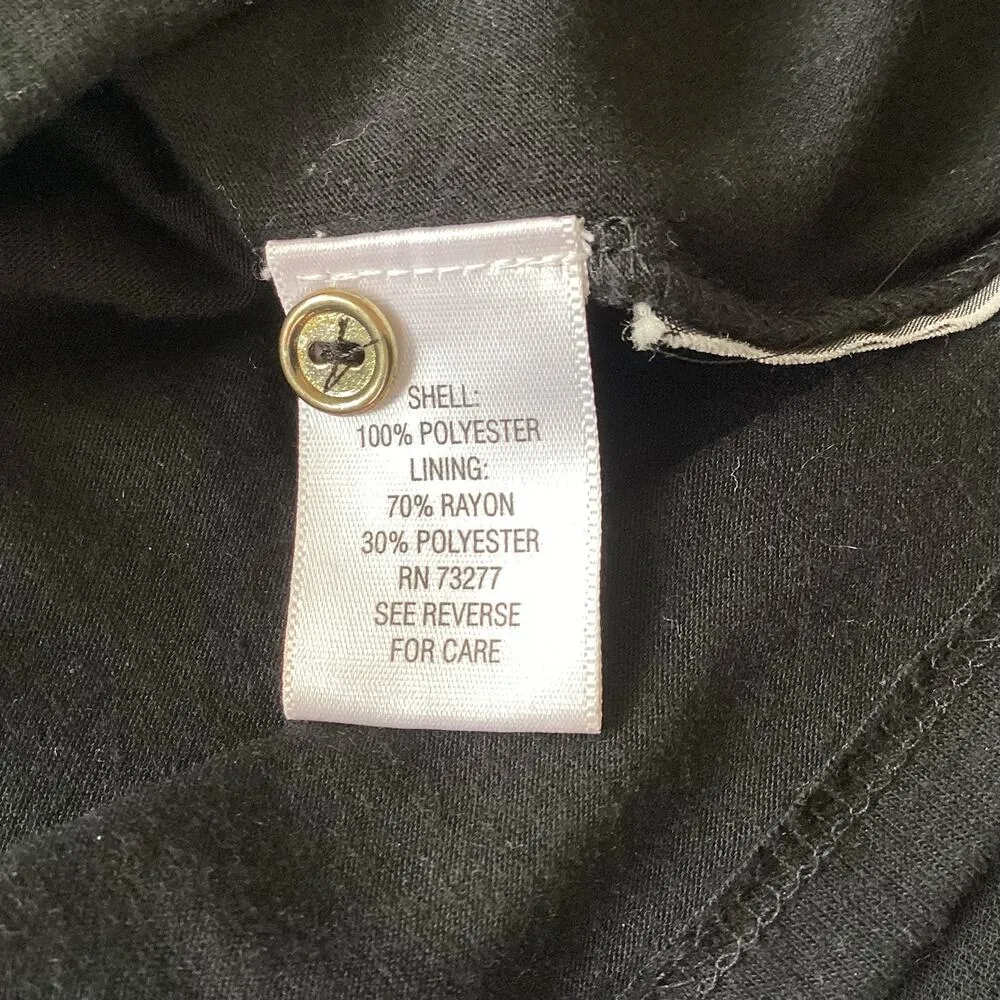 SHELL:
100% POLYESTER
LINING:
70% RAYON
30% POLYESTER
RN 73277
SEE REVERSE
FOR CARE